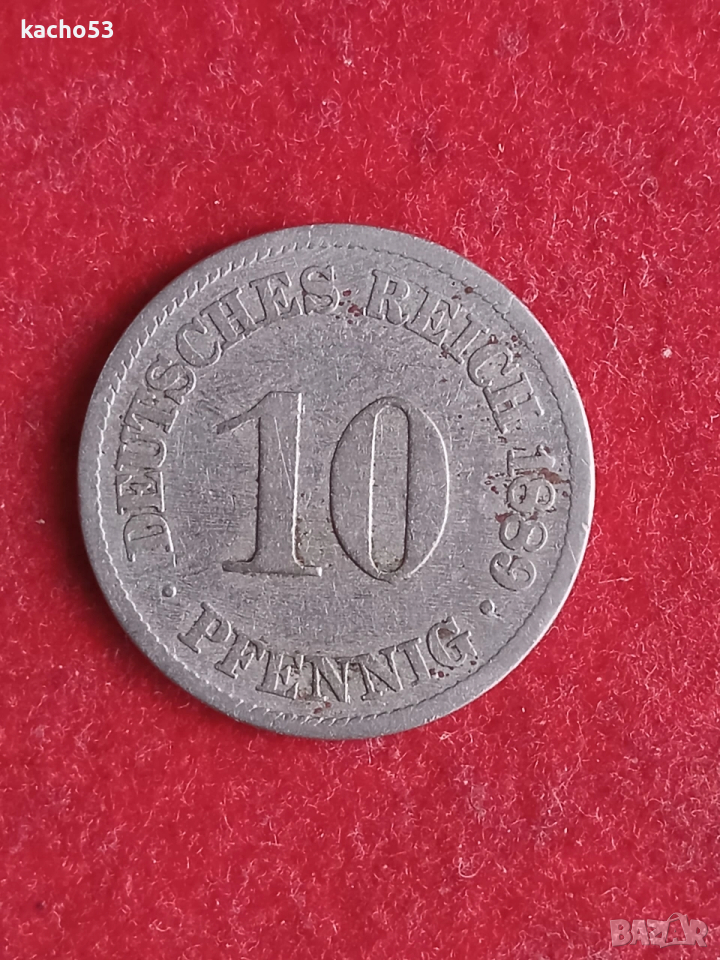 kacho53
DEUTSCHES REICH 1889
10
· PFENNIG ·
BAZAR